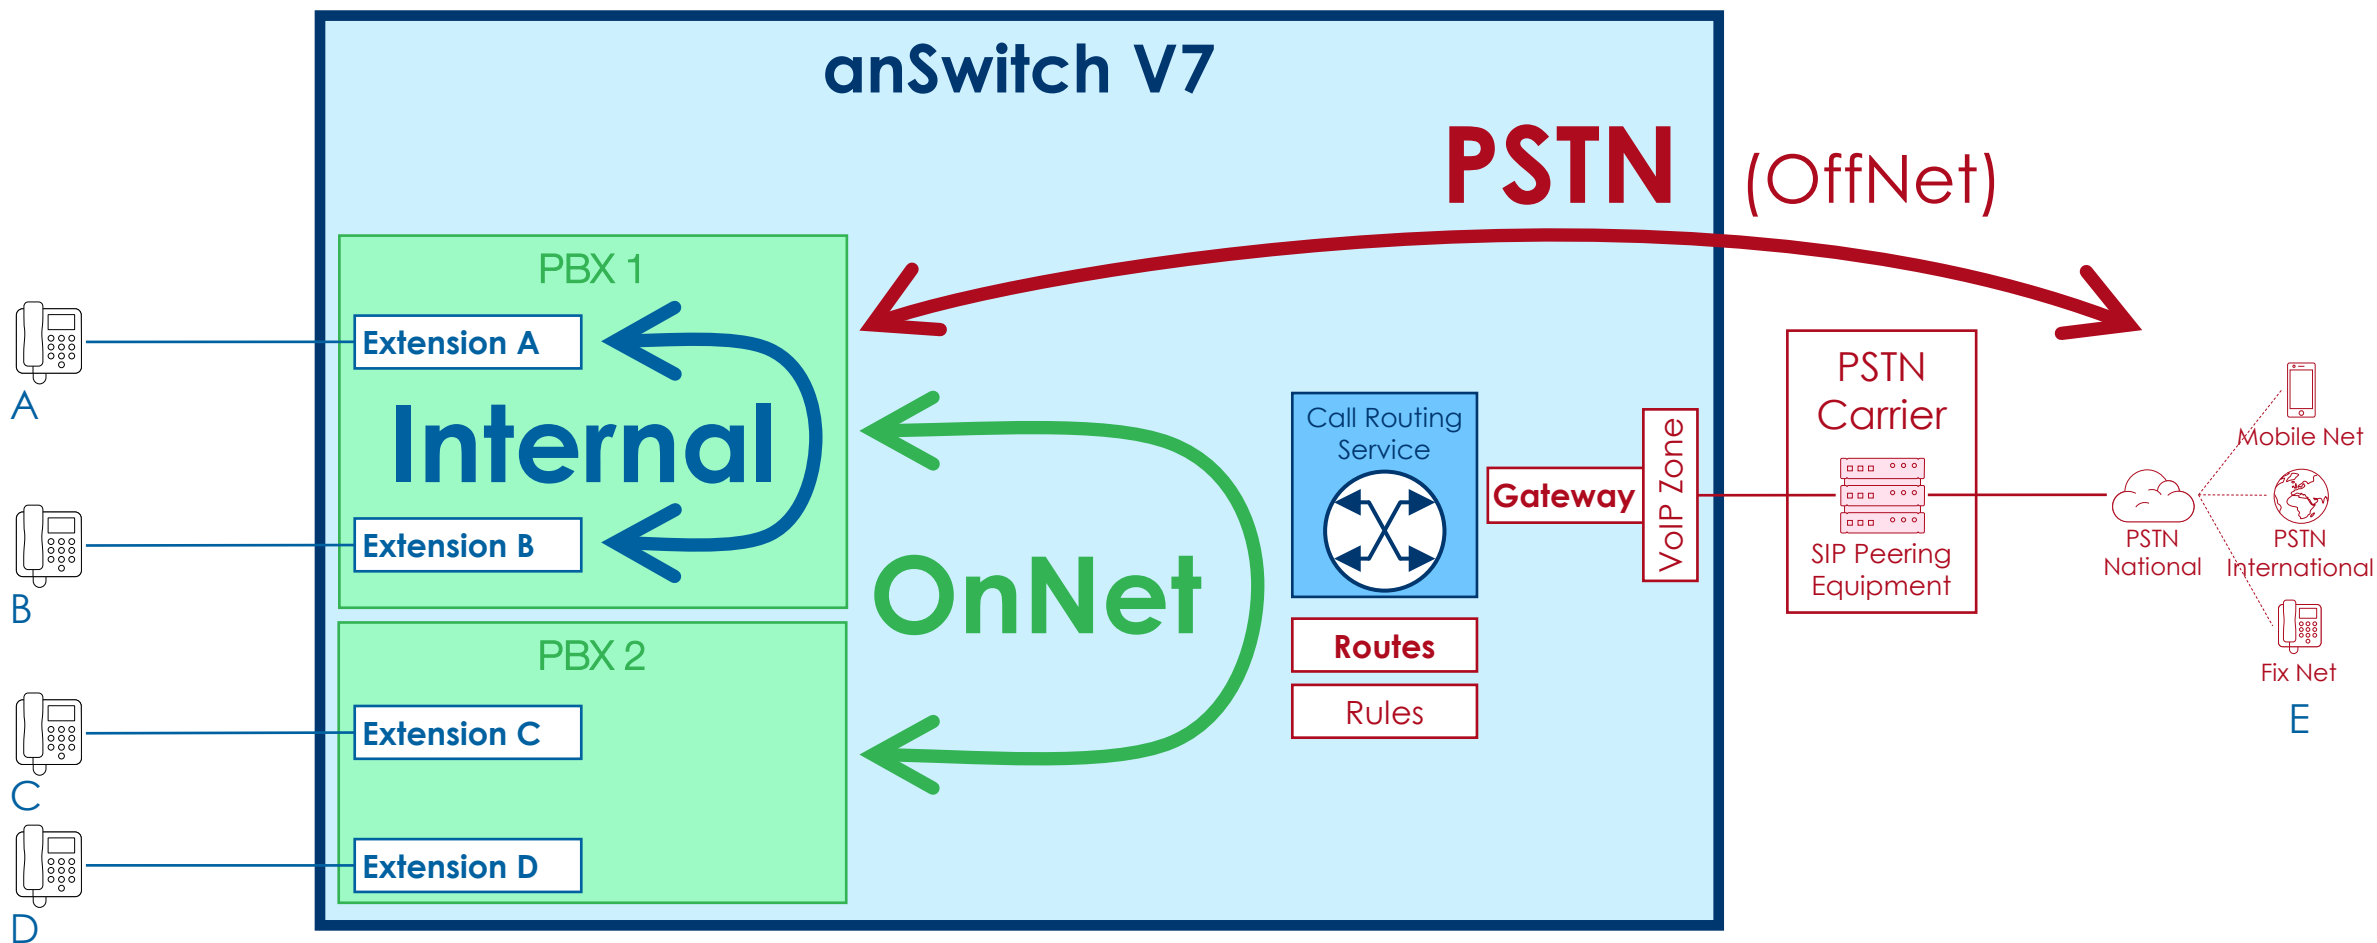 anSwitch V7
PSTN (OffNet)
PBX 1
Extension A
Internal
Extension B
A
B
OnNet
PBX 2
Extension C
Extension D
C
D
Call Routing
Service
Routes
Rules
Gateway
VoIP Zone
PSTN
Carrier
SIP Peering
Equipment
PSTN
National
Mobile Net
PSTN
International
Fix Net
E